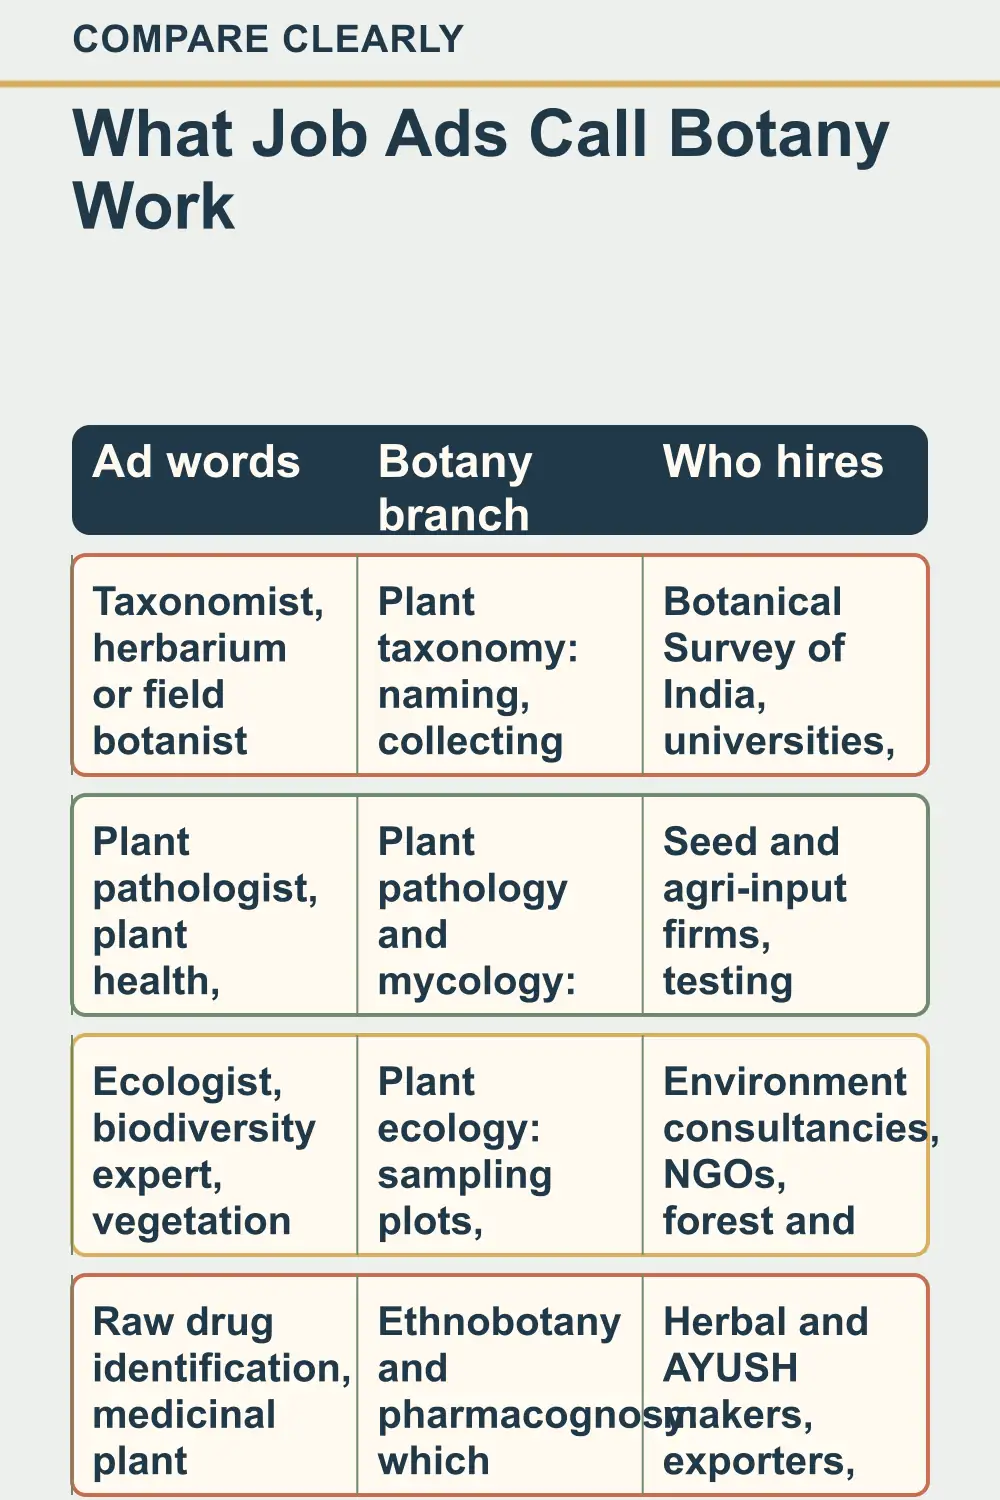 COMPARE CLEARLY
What Job Ads Call Botany
Work
Ad words
Botany
branch
Who hires
Taxonomist,
herbarium
or field
botanist
Plant
taxonomy:
naming,
collecting
Botanical
Survey of
India,
universities,
Plant
pathologist,
plant
health,
Plant
pathology
and
mycology:
Seed and
agri-input
firms,
testing
Ecologist,
biodiversity
expert,
vegetation
Plant
ecology:
sampling
plots,
Environment
consultancies,
NGOs,
forest and
Raw drug
identification,
medicinal
plant
Ethnobotany
and
pharmacognosy:
which
Herbal and
AYUSH
makers,
exporters,